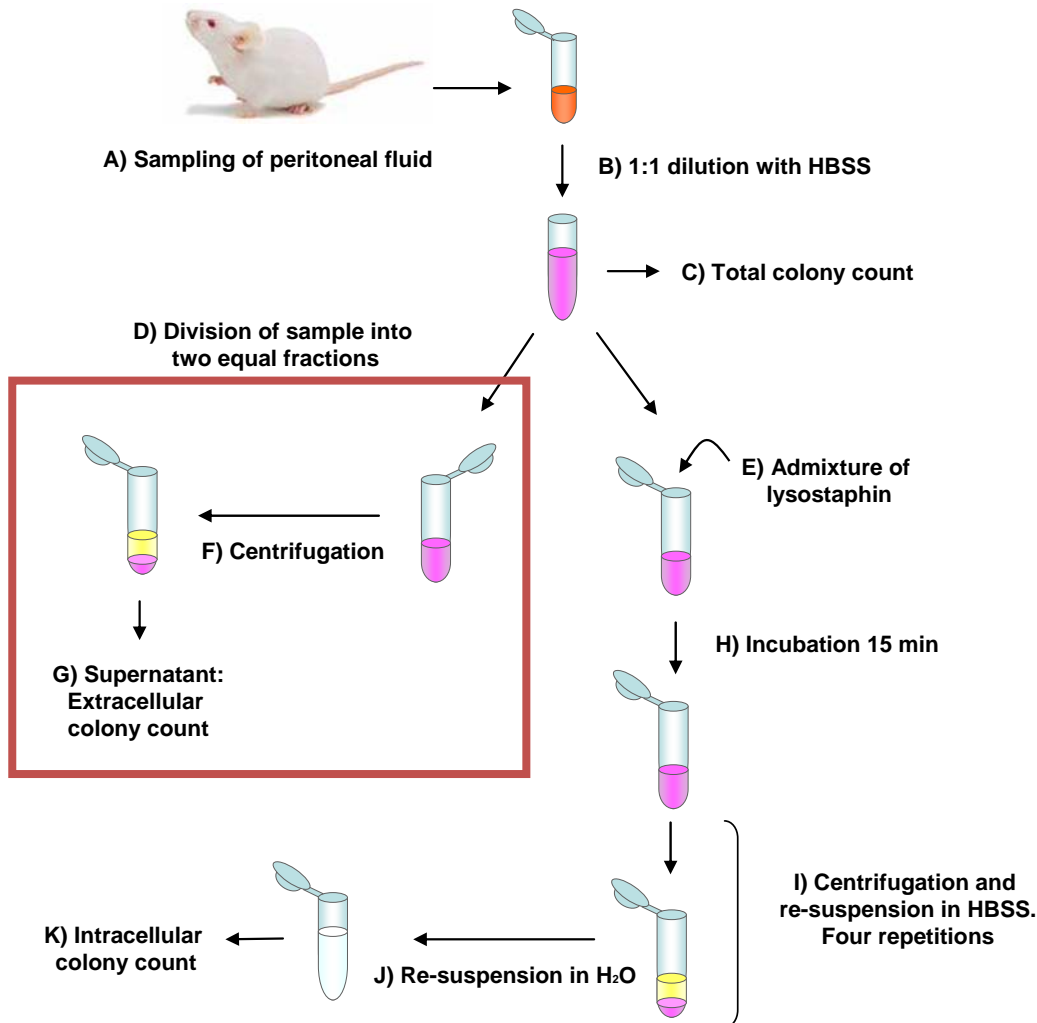 A) Sampling of peritoneal fluid
B) 1:1 dilution with HBSS
C) Total colony count
D) Division of sample into
two equal fractions
E) Admixture of
lysostaphin
F) Centrifugation
G) Supernatant:
Extracellular
colony count
H) Incubation 15 min
I) Centrifugation and
re-suspension in HBSS.
Four repetitions
J) Re-suspension in H₂O
K) Intracellular
colony count